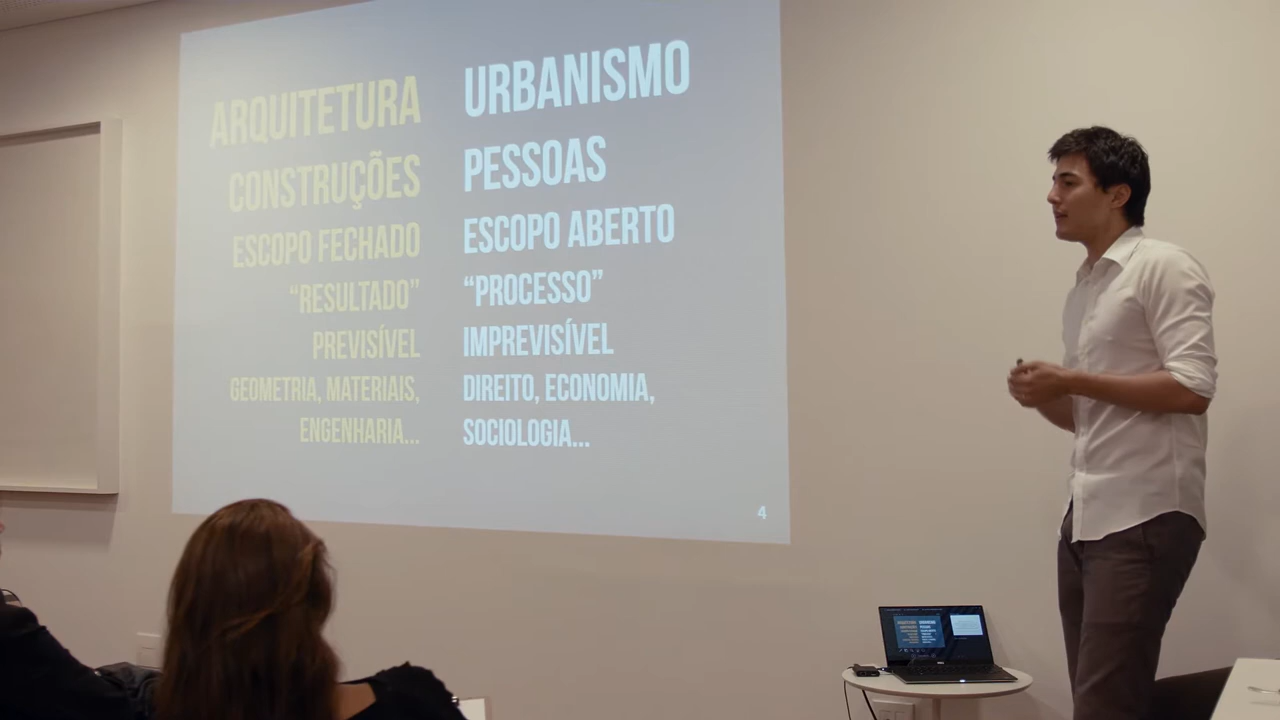 ARQUITETURA URBANISMO
CONSTRUÇÕES PESSOAS
ESCOPO FECHADO ESCOPO ABERTO
“RESULTADO” “PROCESSO”
PREVISÍVEL IMPREVISÍVEL
GEOMETRIA, MATERIAIS, DIREITO, ECONOMIA,
ENGENHARIA... SOCIOLOGIA...
4